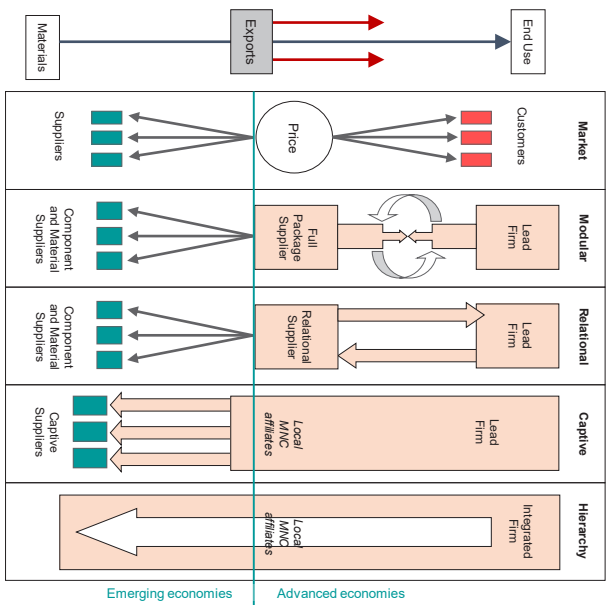 Materials
Exports
End Use
Suppliers
Price
Customers
Market
Component
and Material
Suppliers
Full
Package
Supplier
Lead
Firm
Modular
Component
and Material
Suppliers
Relational
Supplier
Lead
Firm
Relational
Captive
Suppliers
Local
MNC
affiliates
Lead
Firm
Captive
Local
MNC
affiliates
Integrated
Firm
Hierarchy
Emerging economies
Advanced economies